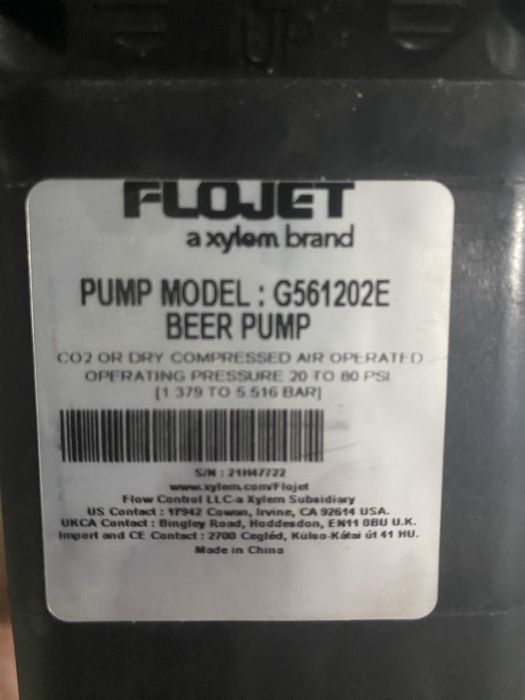 UP
FLOJET
a xylem brand
PUMP MODEL : G561202E
BEER PUMP
CO2 OR DRY COMPRESSED AIR OPERATED
OPERATING PRESSURE 20 TO 80 PSI
[1 379 TO 5 516 BAR]
S/N : 21H47722
www.xylem.com/Flojet
Flow Control LLC-a Xylem Subsidiary
US Contact : 17942 Cowan, Irvine, CA 92614 USA.
UKCA Contact : Bingley Road, Hoddesdon, EN11 0BU U.K.
Import and CE Contact : 2700 Cegléd, Kulso-Kátai út 41 HU.
Made in China